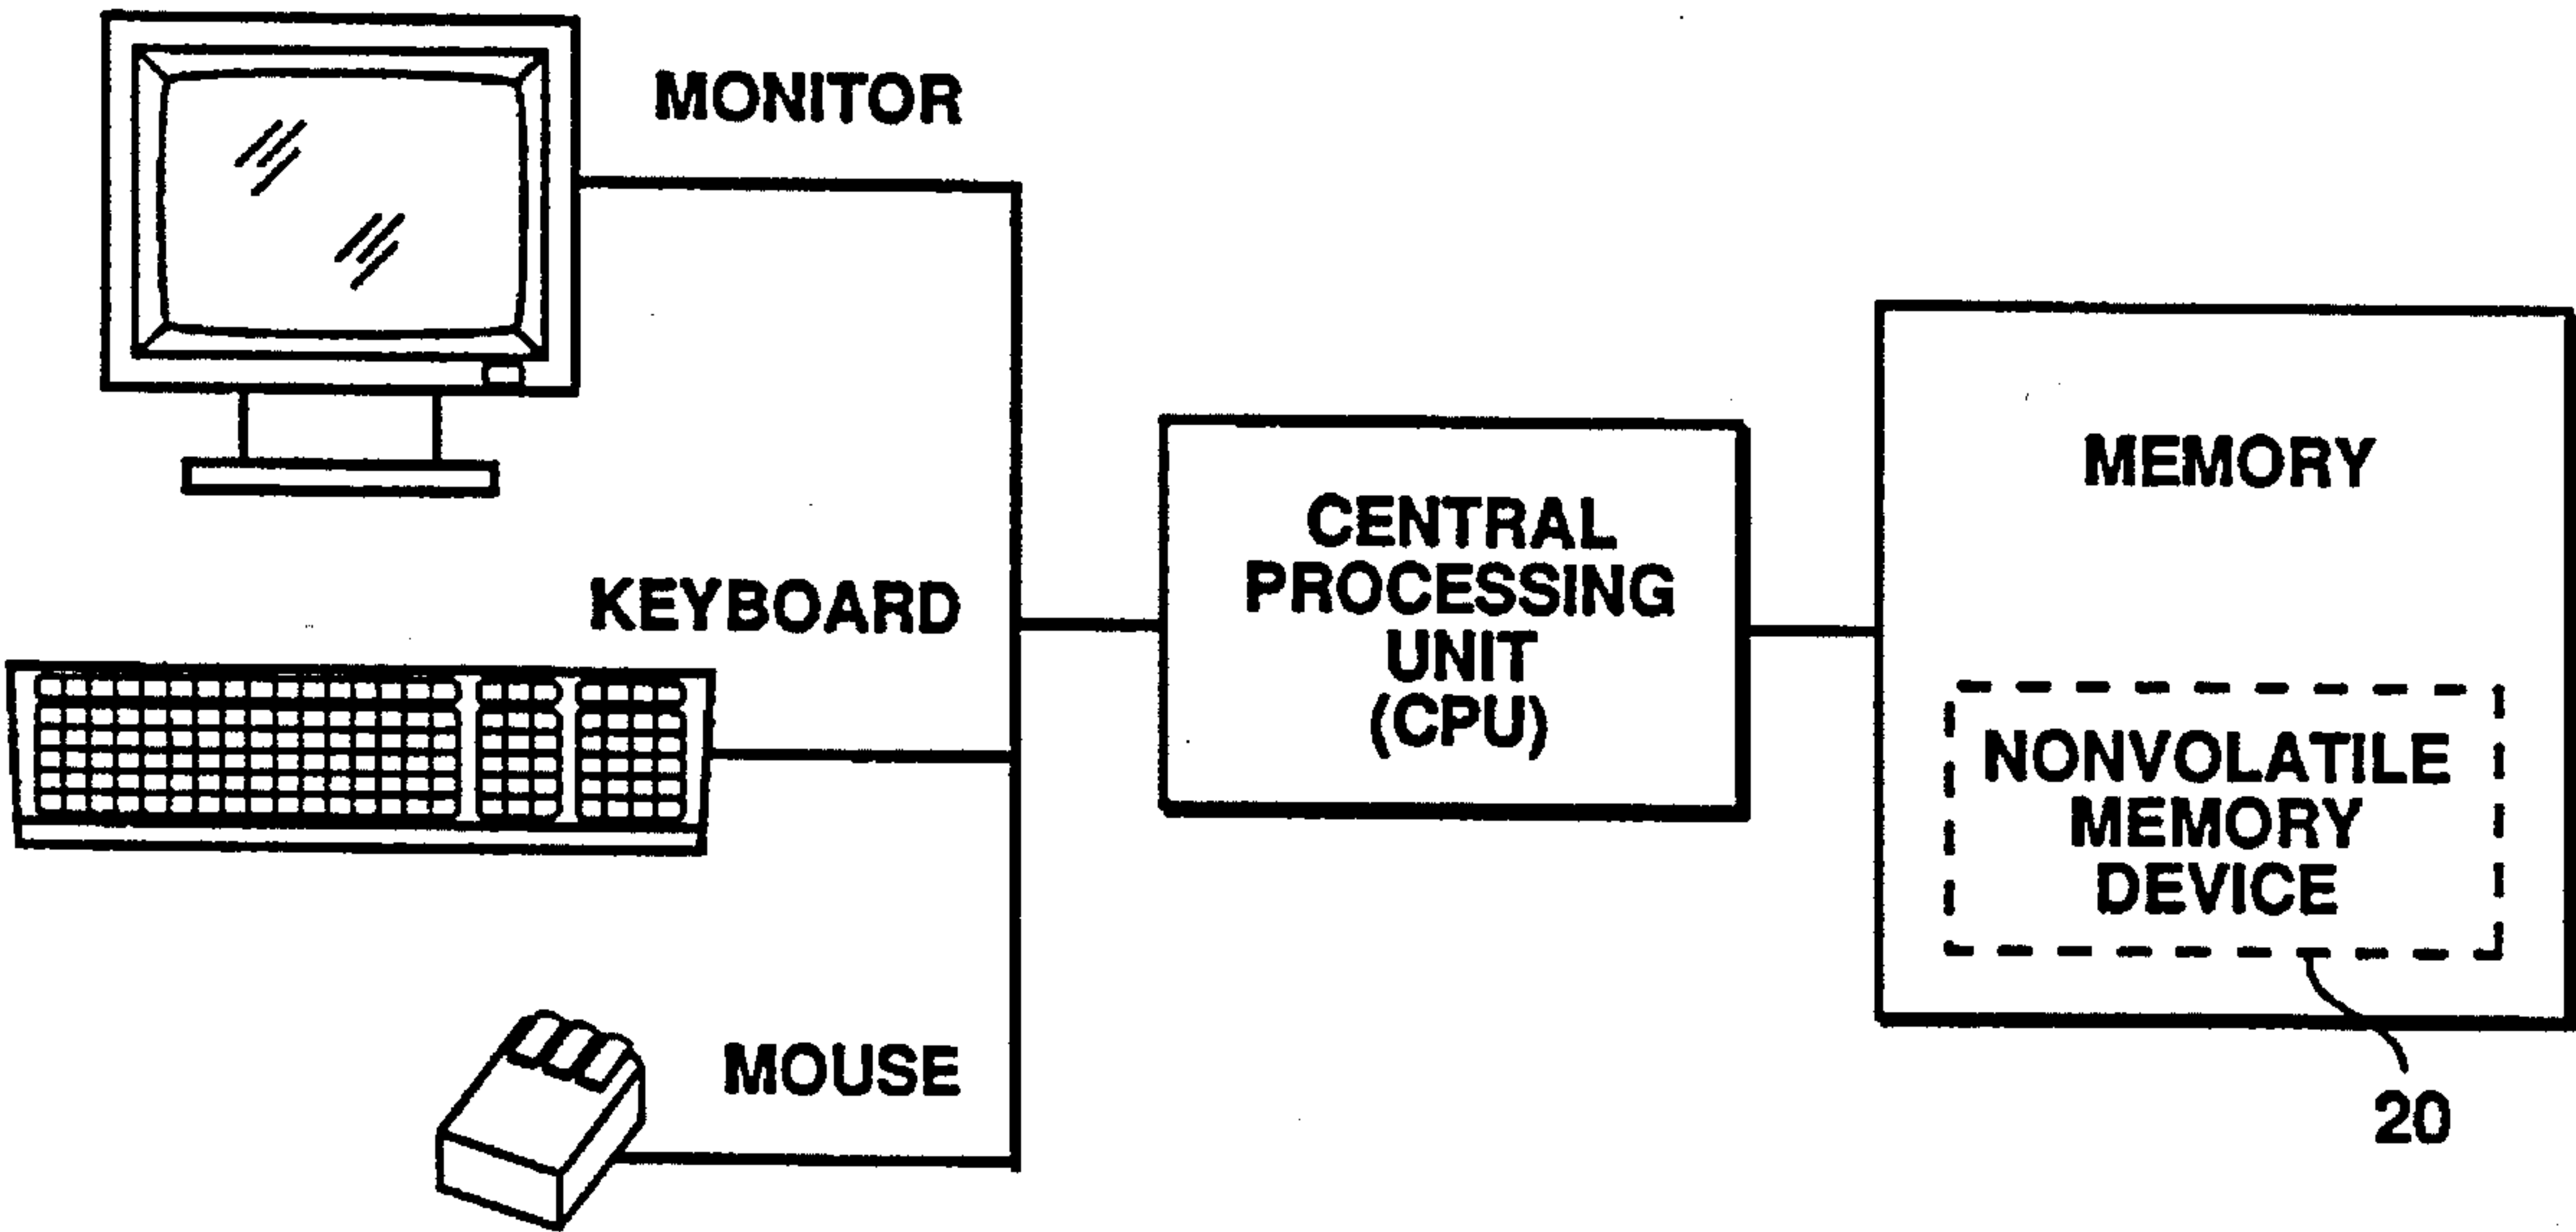 MONITOR
KEYBOARD
MOUSE
CENTRAL
PROCESSING
UNIT
(CPU)
MEMORY
NONVOLATILE
MEMORY
DEVICE
20